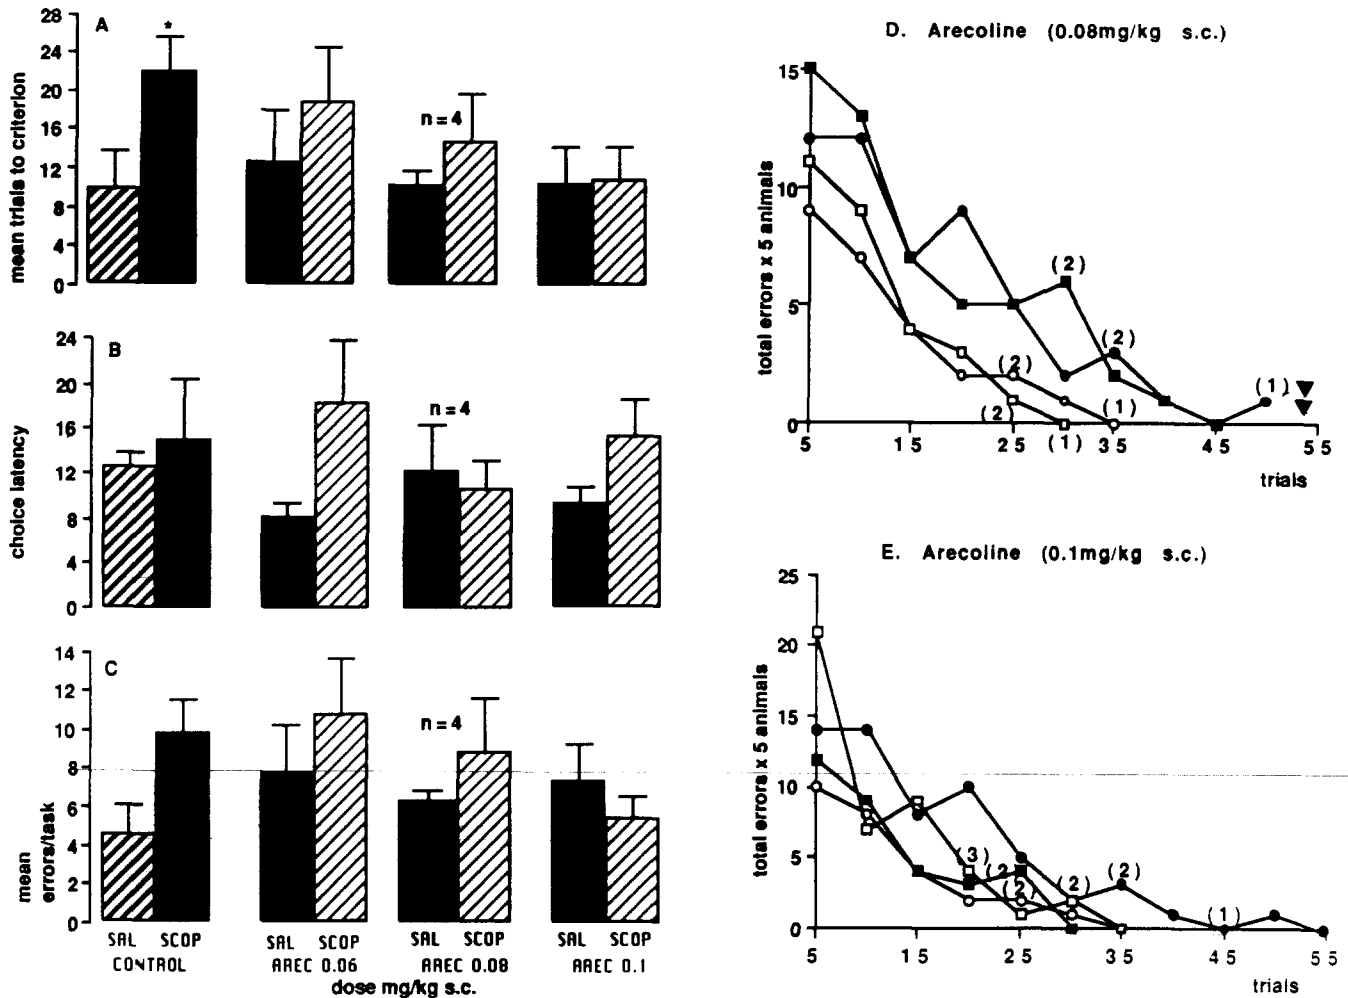 A
*
28
24
20
16
12
8
4
0
mean trials to criterion
n=4
B
24
20
16
12
8
4
0
choice latency
n=4
C
14
12
10
8
6
4
2
0
mean
errors/task
n=4
SAL SCOP SAL SCOP SAL SCOP SAL SCOP
CONTROL AREC 0.06 AREC 0.08 AREC 0.1
dose mg/kg s.c.
D. Arecoline (0.08mg/kg s.c.)
15
10
5
0
total errors x 5 animals
(2)
(2)
(2)
(2)
(1)
(1)
(1)
5 15 25 35 45 55
trials
E. Arecoline (0.1mg/kg s.c.)
25
20
15
10
5
0
total errors x 5 animals
(3)
(2)
(2)
(2)
(2)
(1)
5 15 25 35 45 55
trials